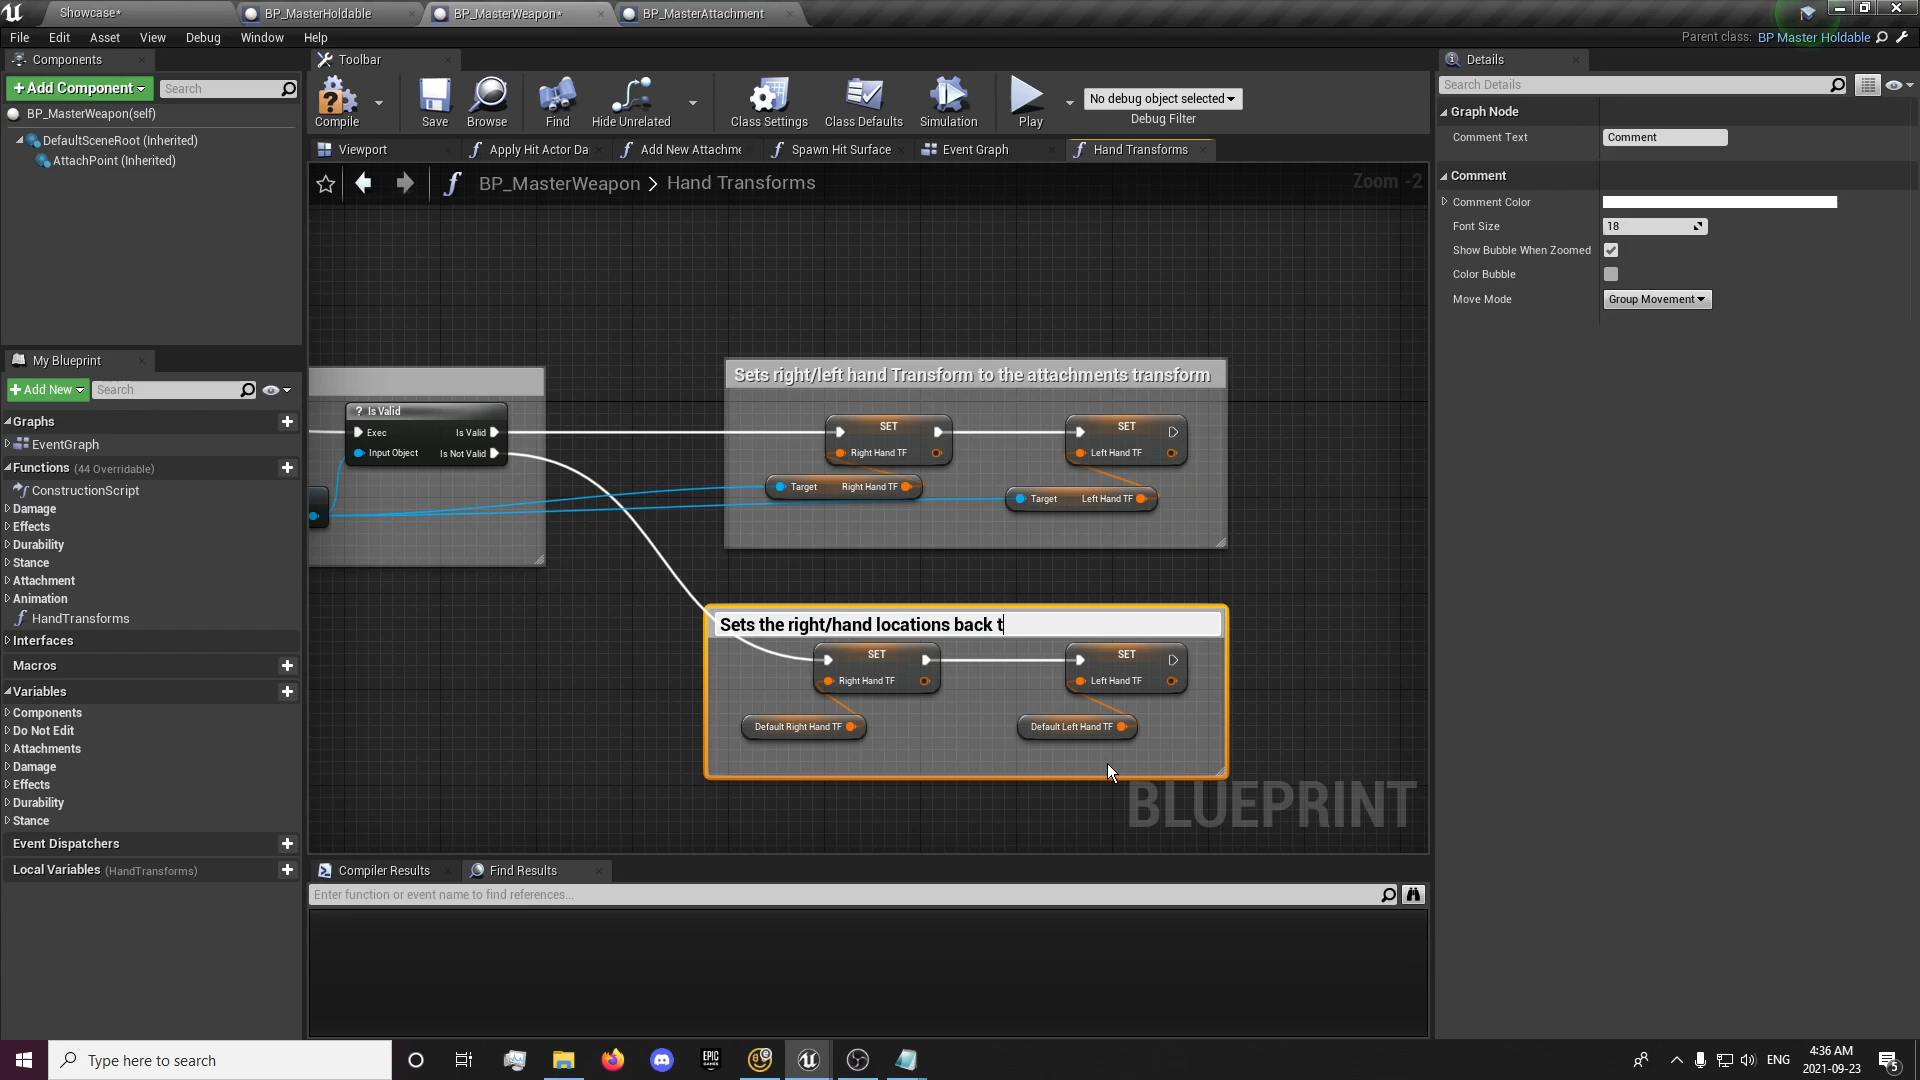 Showcase*
BP_MasterHoldable
BP_MasterWeapon*
BP_MasterAttachment
File Edit Asset View Debug Window Help
Parent class: BP Master Holdable
Components
+Add Component
Search
BP_MasterWeapon(self)
DefaultSceneRoot (Inherited)
AttachPoint (Inherited)
Toolbar
Compile
Save
Browse
Find
Hide Unrelated
Class Settings
Class Defaults
Simulation
Play
No debug object selected
Debug Filter
Viewport
Apply Hit Actor Da
Add New Attachme
Spawn Hit Surface
Event Graph
Hand Transforms
BP_MasterWeapon > Hand Transforms
Zoom -2
Is Valid
Exec
Is Valid
Input Object
Is Not Valid
Sets right/left hand Transform to the attachments transform
SET
Right Hand TF
SET
Left Hand TF
Target
Right Hand TF
Target
Left Hand TF
Sets the right/hand locations back t
SET
Right Hand TF
SET
Left Hand TF
Default Right Hand TF
Default Left Hand TF
BLUEPRINT
My Blueprint
+Add New
Search
Graphs
EventGraph
Functions (44 Overridable)
ConstructionScript
Damage
Effects
Durability
Stance
Attachment
Animation
HandTransforms
Interfaces
Macros
Variables
Components
Do Not Edit
Attachments
Damage
Effects
Durability
Stance
Event Dispatchers
Local Variables (HandTransforms)
Compiler Results
Find Results
Enter function or event name to find references...
Details
Search Details
Graph Node
Comment Text
Comment
Comment
Comment Color
Font Size
18
Show Bubble When Zoomed
Color Bubble
Move Mode
Group Movement
Type here to search
EPIC
GAMES
ENG
4:36 AM
2021-09-23
5